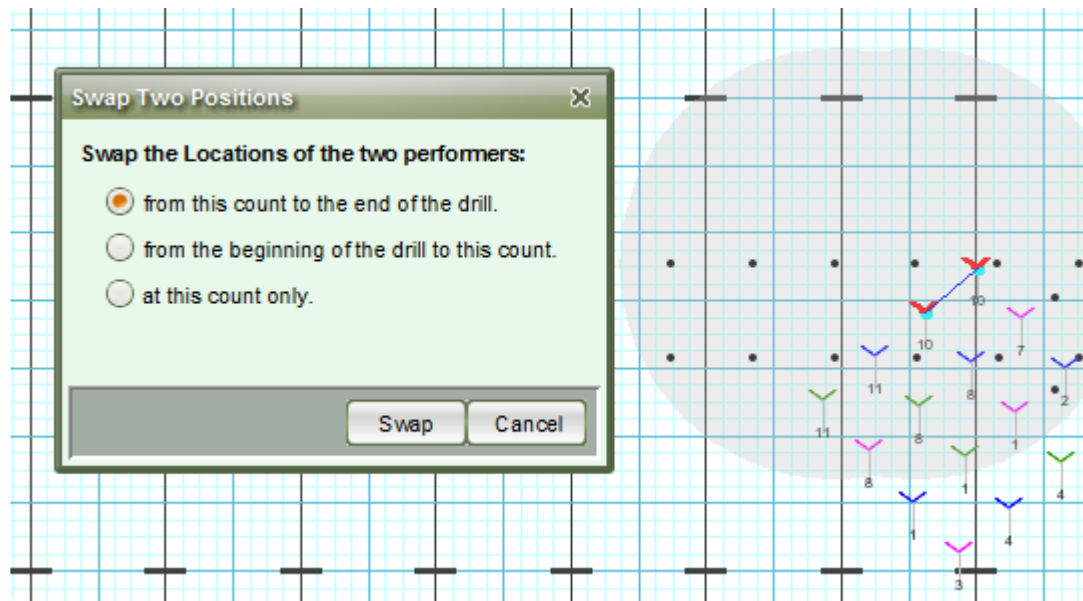 Swap Two Positions
Swap the Locations of the two performers:
from this count to the end of the drill.
from the beginning of the drill to this count.
at this count only.
Swap
Cancel
10
7
11
8
2
11
8
1
8
1
4
1
4
3